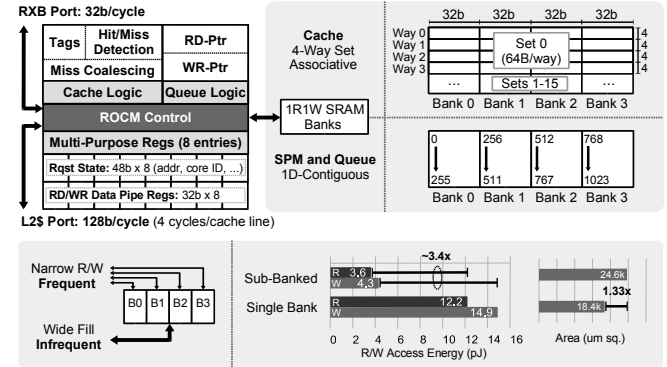 RXB Port: 32b/cycle
Tags
Hit/Miss
Detection
RD-Ptr
Miss Coalescing
WR-Ptr
Cache Logic
Queue Logic
ROCM Control
Multi-Purpose Regs (8 entries)
Rqst State: 48b x 8 (addr, core ID, ...)
RD/WR Data Pipe Regs: 32b x 8
L2$ Port: 128b/cycle (4 cycles/cache line)
1R1W SRAM
Banks
Cache
4-Way Set
Associative
32b 32b 32b 32b
Way 0
Way 1
Way 2
Way 3
Set 0
(64B/way)
4
4
4
... Sets 1-15 ...
Bank 0 Bank 1 Bank 2 Bank 3
SPM and Queue
1D-Contiguous
0 256 512 768
255 511 767 1023
Bank 0 Bank 1 Bank 2 Bank 3
Narrow R/W
Frequent
B0 B1 B2 B3
Wide Fill
Infrequent
~3.4x
Sub-Banked
R 3.6
W 4.3
Single Bank
R 12.2
W 14.9
0 2 4 6 8 10 12 14 16
R/W Access Energy (pJ)
24.6k
1.33x
18.4k
Area (um sq.)